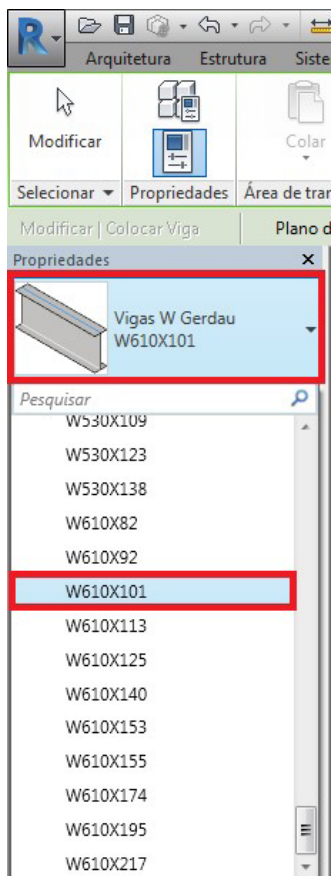 R
Arquitetura Estrutura Siste
Modificar
Colar
Selecionar Propriedades Área de trar
Modificar | Colocar Viga Plano d
Propriedades
Vigas W Gerdau
W610X101
Pesquisar
W530X109
W530X123
W530X138
W610X82
W610X92
W610X101
W610X113
W610X125
W610X140
W610X153
W610X155
W610X174
W610X195
W610X217